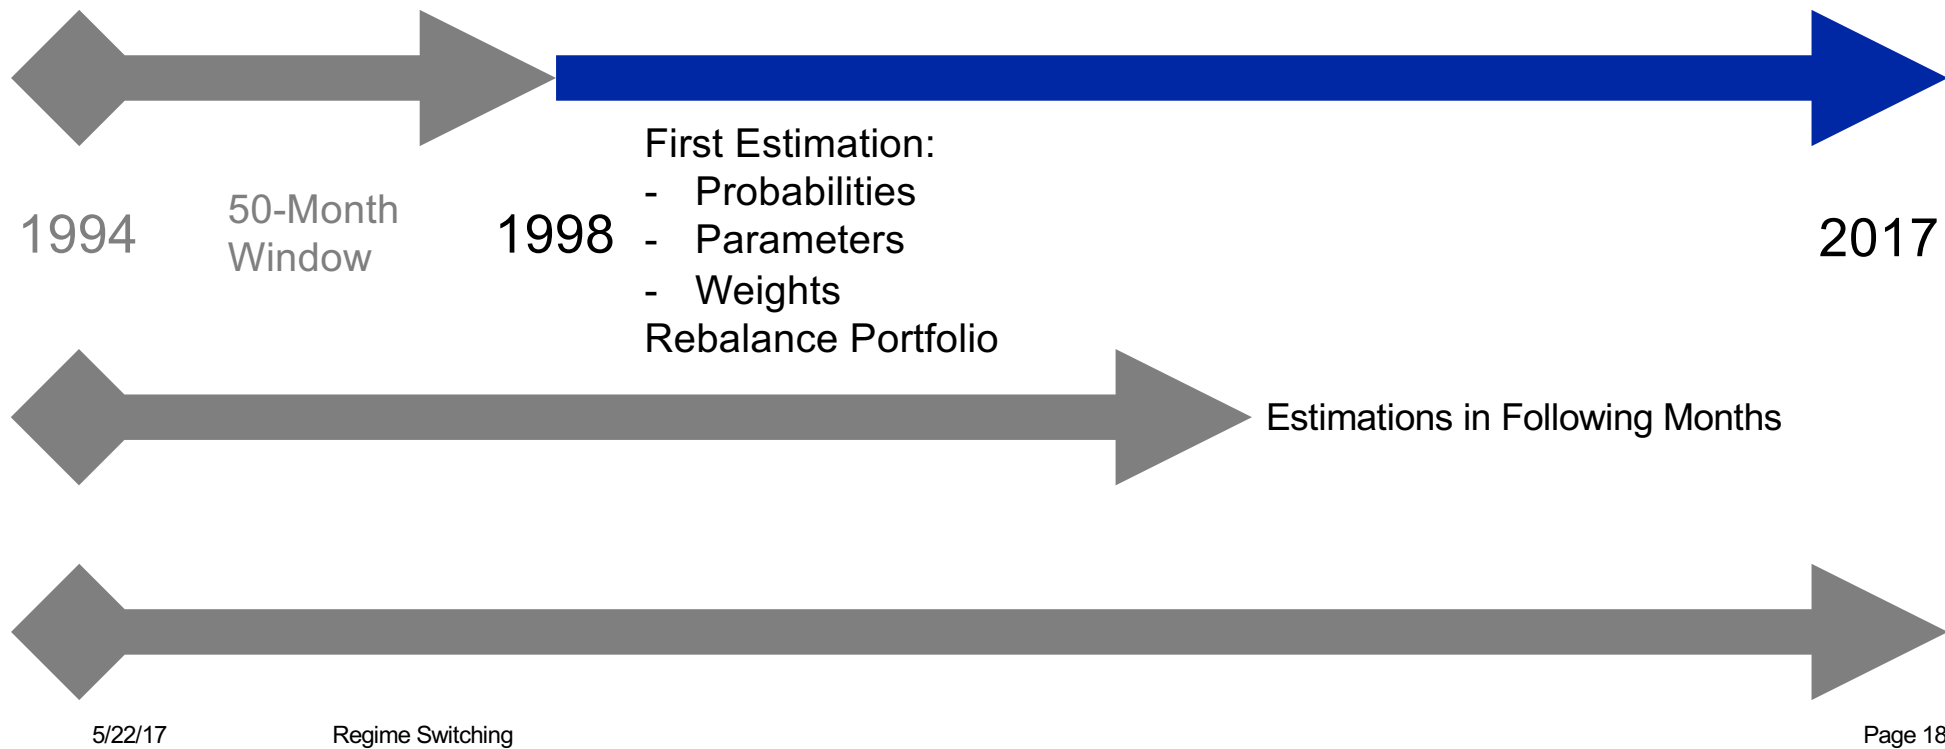 First Estimation:
- Probabilities
1994
50-Month
Window
1998
- Parameters
2017
- Weights
Rebalance Portfolio
Estimations in Following Months
5/22/17
Regime Switching
Page 18